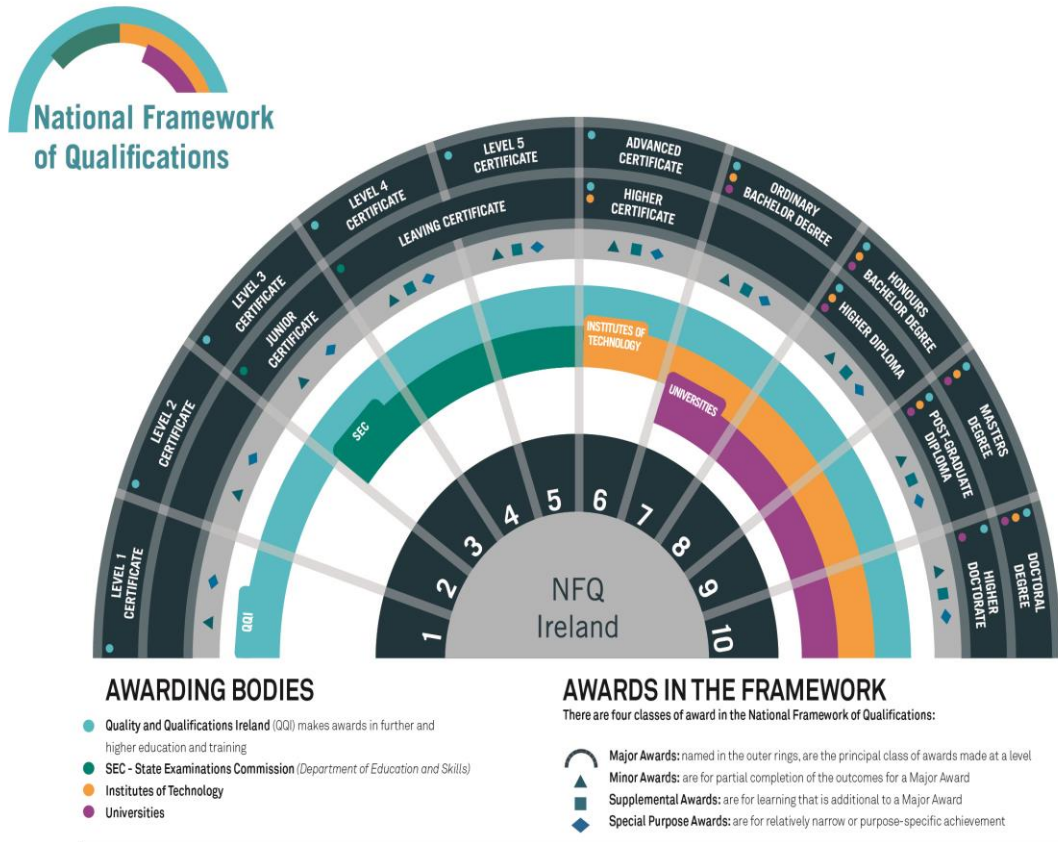 National Framework
of Qualifications
LEVEL 1
CERTIFICATE
LEVEL 2
CERTIFICATE
LEVEL 3
CERTIFICATE
LEVEL 4
CERTIFICATE
LEVEL 5
CERTIFICATE
ADVANCED
CERTIFICATE
ORDINARY
BACHELOR DEGREE
HONOURS
BACHELOR DEGREE
MASTERS
DEGREE
DOCTORAL
DEGREE
JUNIOR
CERTIFICATE
LEAVING CERTIFICATE
HIGHER
CERTIFICATE
HIGHER DIPLOMA
POST-GRADUATE
DIPLOMA
HIGHER
DOCTORATE
QQI
SEC
INSTITUTES OF
TECHNOLOGY
UNIVERSITIES
1
2
3
4
5
6
7
8
9
10
NFQ
Ireland
AWARDING BODIES
Quality and Qualifications Ireland (QQI) makes awards in further and
higher education and training
SEC - State Examinations Commission (Department of Education and Skills)
Institutes of Technology
Universities
AWARDS IN THE FRAMEWORK
There are four classes of award in the National Framework of Qualifications:
Major Awards: named in the outer rings, are the principal class of awards made at a level
Minor Awards: are for partial completion of the outcomes for a Major Award
Supplemental Awards: are for learning that is additional to a Major Award
Special Purpose Awards: are for relatively narrow or purpose-specific achievement